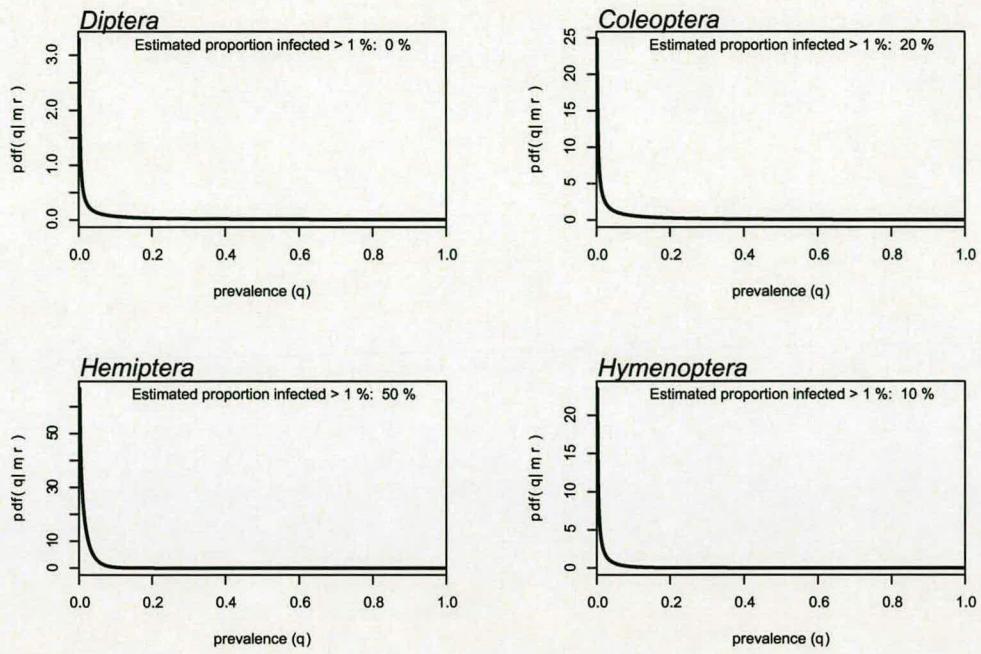 Diptera
Estimated proportion infected > 1 %: 0 %
pdf( q| m r )
3.0
2.0
1.0
0.0
0.0 0.2 0.4 0.6 0.8 1.0
prevalence (q)
Coleoptera
Estimated proportion infected > 1 %: 20 %
pdf( q| m r )
25
20
15
10
5
0
0.0 0.2 0.4 0.6 0.8 1.0
prevalence (q)
Hemiptera
Estimated proportion infected > 1 %: 50 %
pdf( q| m r )
50
30
10
0
0.0 0.2 0.4 0.6 0.8 1.0
prevalence (q)
Hymenoptera
Estimated proportion infected > 1 %: 10 %
pdf( q| m r )
20
15
10
5
0
0.0 0.2 0.4 0.6 0.8 1.0
prevalence (q)